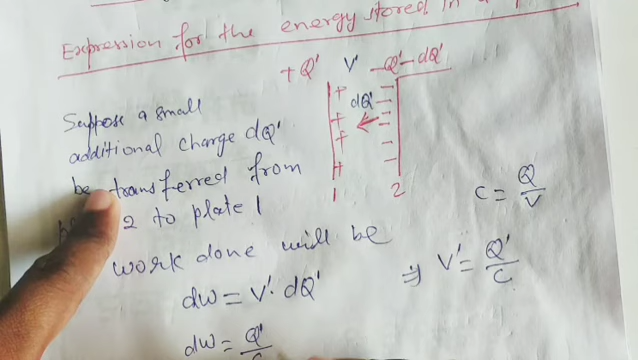 Expression for the energy stored in a
+Q' V' -Q'-dQ'
dQ'
1 2
Suppose a small
additional charge dQ'
be transferred from
2 to plate 1
work done will be
dw = V'. dQ'
dw = Q'
C
C = Q
V
⇒ V' = Q'
C